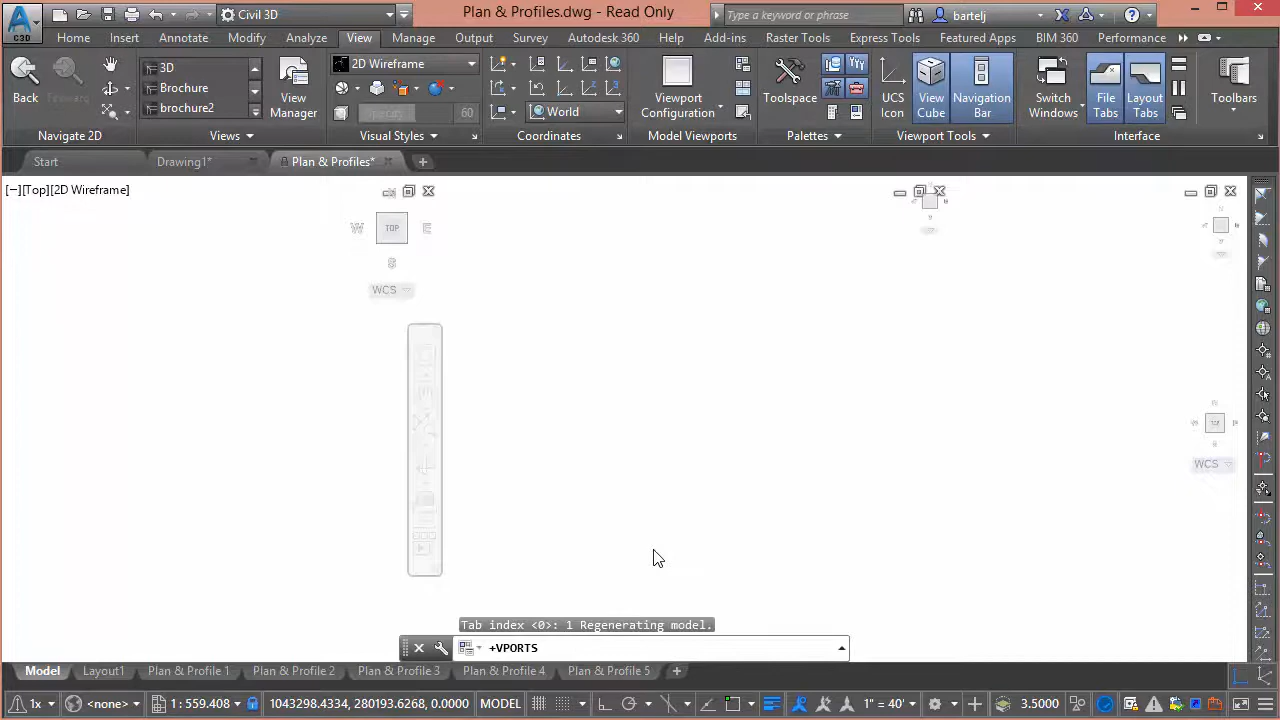 Civil 3D
Plan & Profiles.dwg - Read Only
Type a keyword or phrase
bartelj
C3D
Home Insert Annotate Modify Analyze View Manage Output Survey Autodesk 360 Help Add-ins Raster Tools Express Tools Featured Apps BIM 360 Performance
Back
Forward
Navigate 2D
3D
Brochure
brochure2
View Manager
Views
2D Wireframe
Opacity 60
Visual Styles
World
Coordinates
Viewport Configuration
Model Viewports
Toolspace
Palettes
UCS Icon
View Cube
Navigation Bar
Viewport Tools
Switch Windows
File Tabs
Layout Tabs
Interface
Toolbars
Start
Drawing1*
Plan & Profiles*
[−][Top][2D Wireframe]
W TOP E
S
WCS
TOP
WCS
Tab index <0>: 1 Regenerating model.
+VPORTS
Model Layout1 Plan & Profile 1 Plan & Profile 2 Plan & Profile 3 Plan & Profile 4 Plan & Profile 5
1x <none> 1 : 559.408 1043298.4334, 280193.6268, 0.0000 MODEL 1" = 40' 3.5000